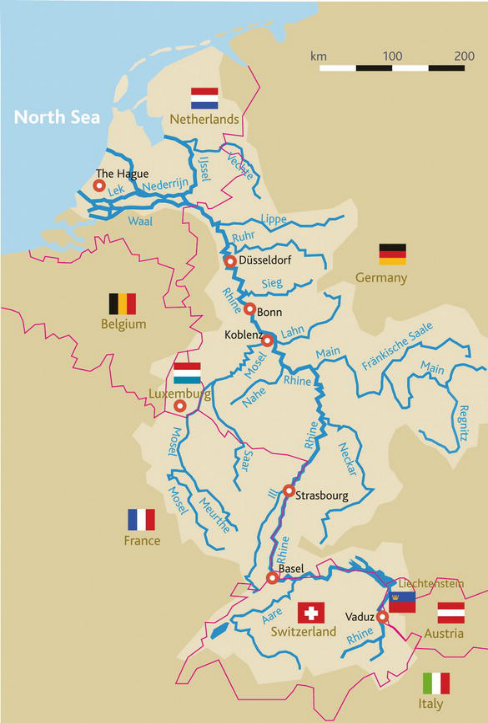 km 100 200
North Sea
Netherlands
The Hague
IJssel
Vechte
Lek
Nederrijn
Waal
Lippe
Ruhr
Düsseldorf
Germany
Sieg
Rhine
Bonn
Belgium
Koblenz
Lahn
Mosel
Main
Fränkische Saale
Main
Luxemburg
Nahe
Rhine
Regnitz
Rhine
Mosel
Saar
Neckar
Mosel
Meurthe
Ill
Strasbourg
France
Rhine
Basel
Liechtenstein
Aare
Vaduz
Switzerland
Rhine
Austria
Italy